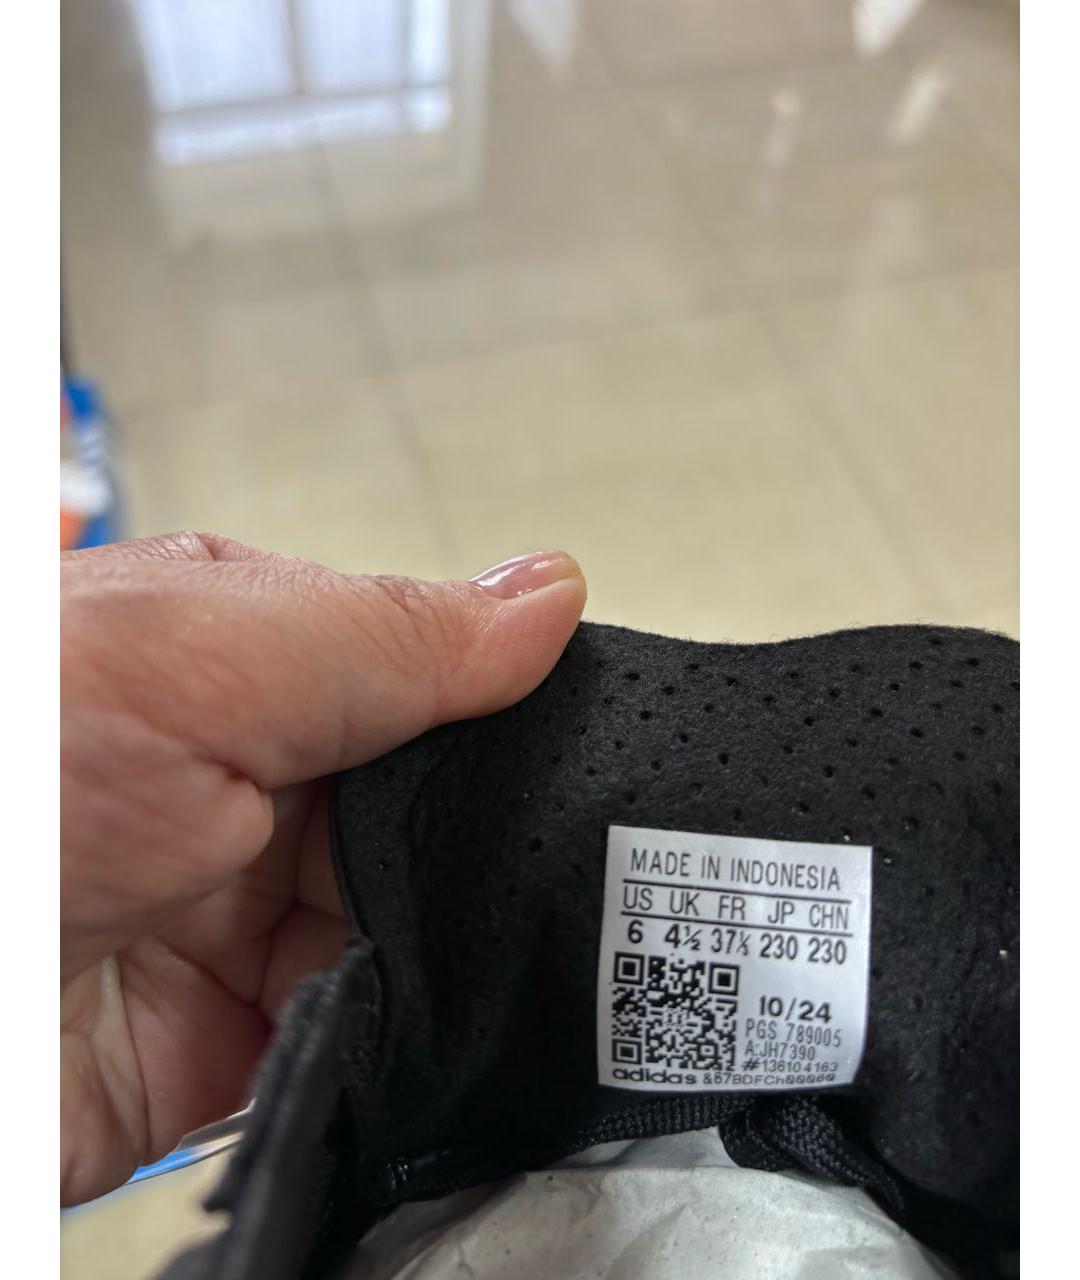 MADE IN INDONESIA
US UK FR JP CHN
6 4½ 37⅓ 230 230
10/24
PGS 789005
A:JH7390
#136104163
adidas &67BDFCh00060